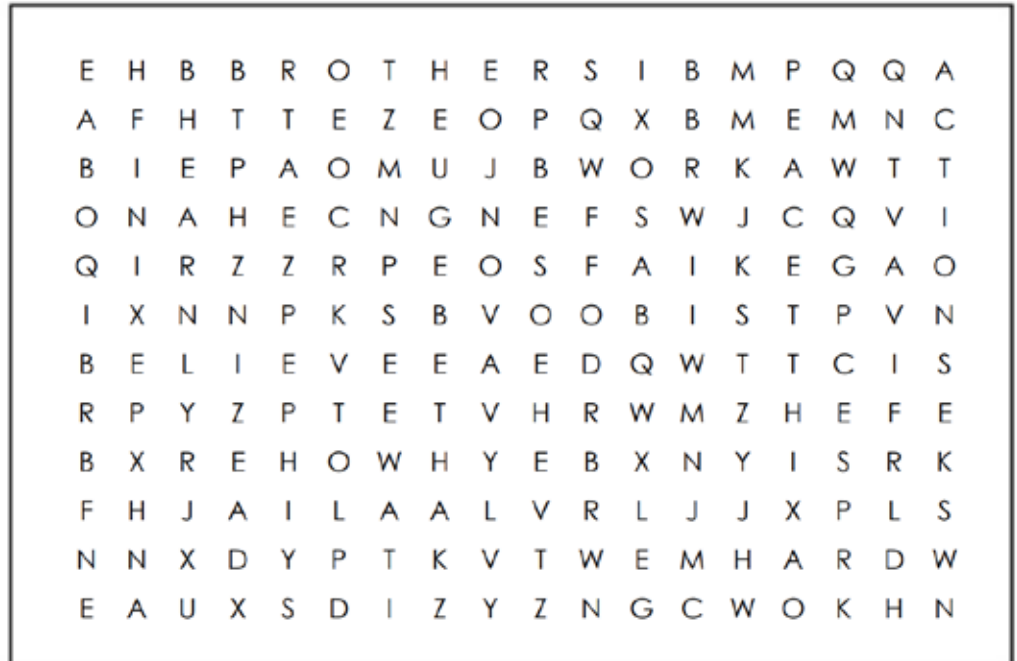 E H B B R O T H E R S I B M P Q Q A
A F H T T E Z E O P Q X B M E M N C
B I E P A O M U J B W O R K A W T T
O N A H E C N G N E F S W J C Q V I
Q I R Z Z R P E O S F A I K E G A O
I X N N P K S B V O O B I S T P V N
B E L I E V E E A E D Q W T T C I S
R P Y Z P T E T V H R W M Z H E F E
B X R E H O W H Y E B X N Y I S R K
F H J A I L A A L V R L J J X P L S
N N X D Y P T K V T W E M H A R D W
E A U X S D I Z Y Z N G C W O K H N